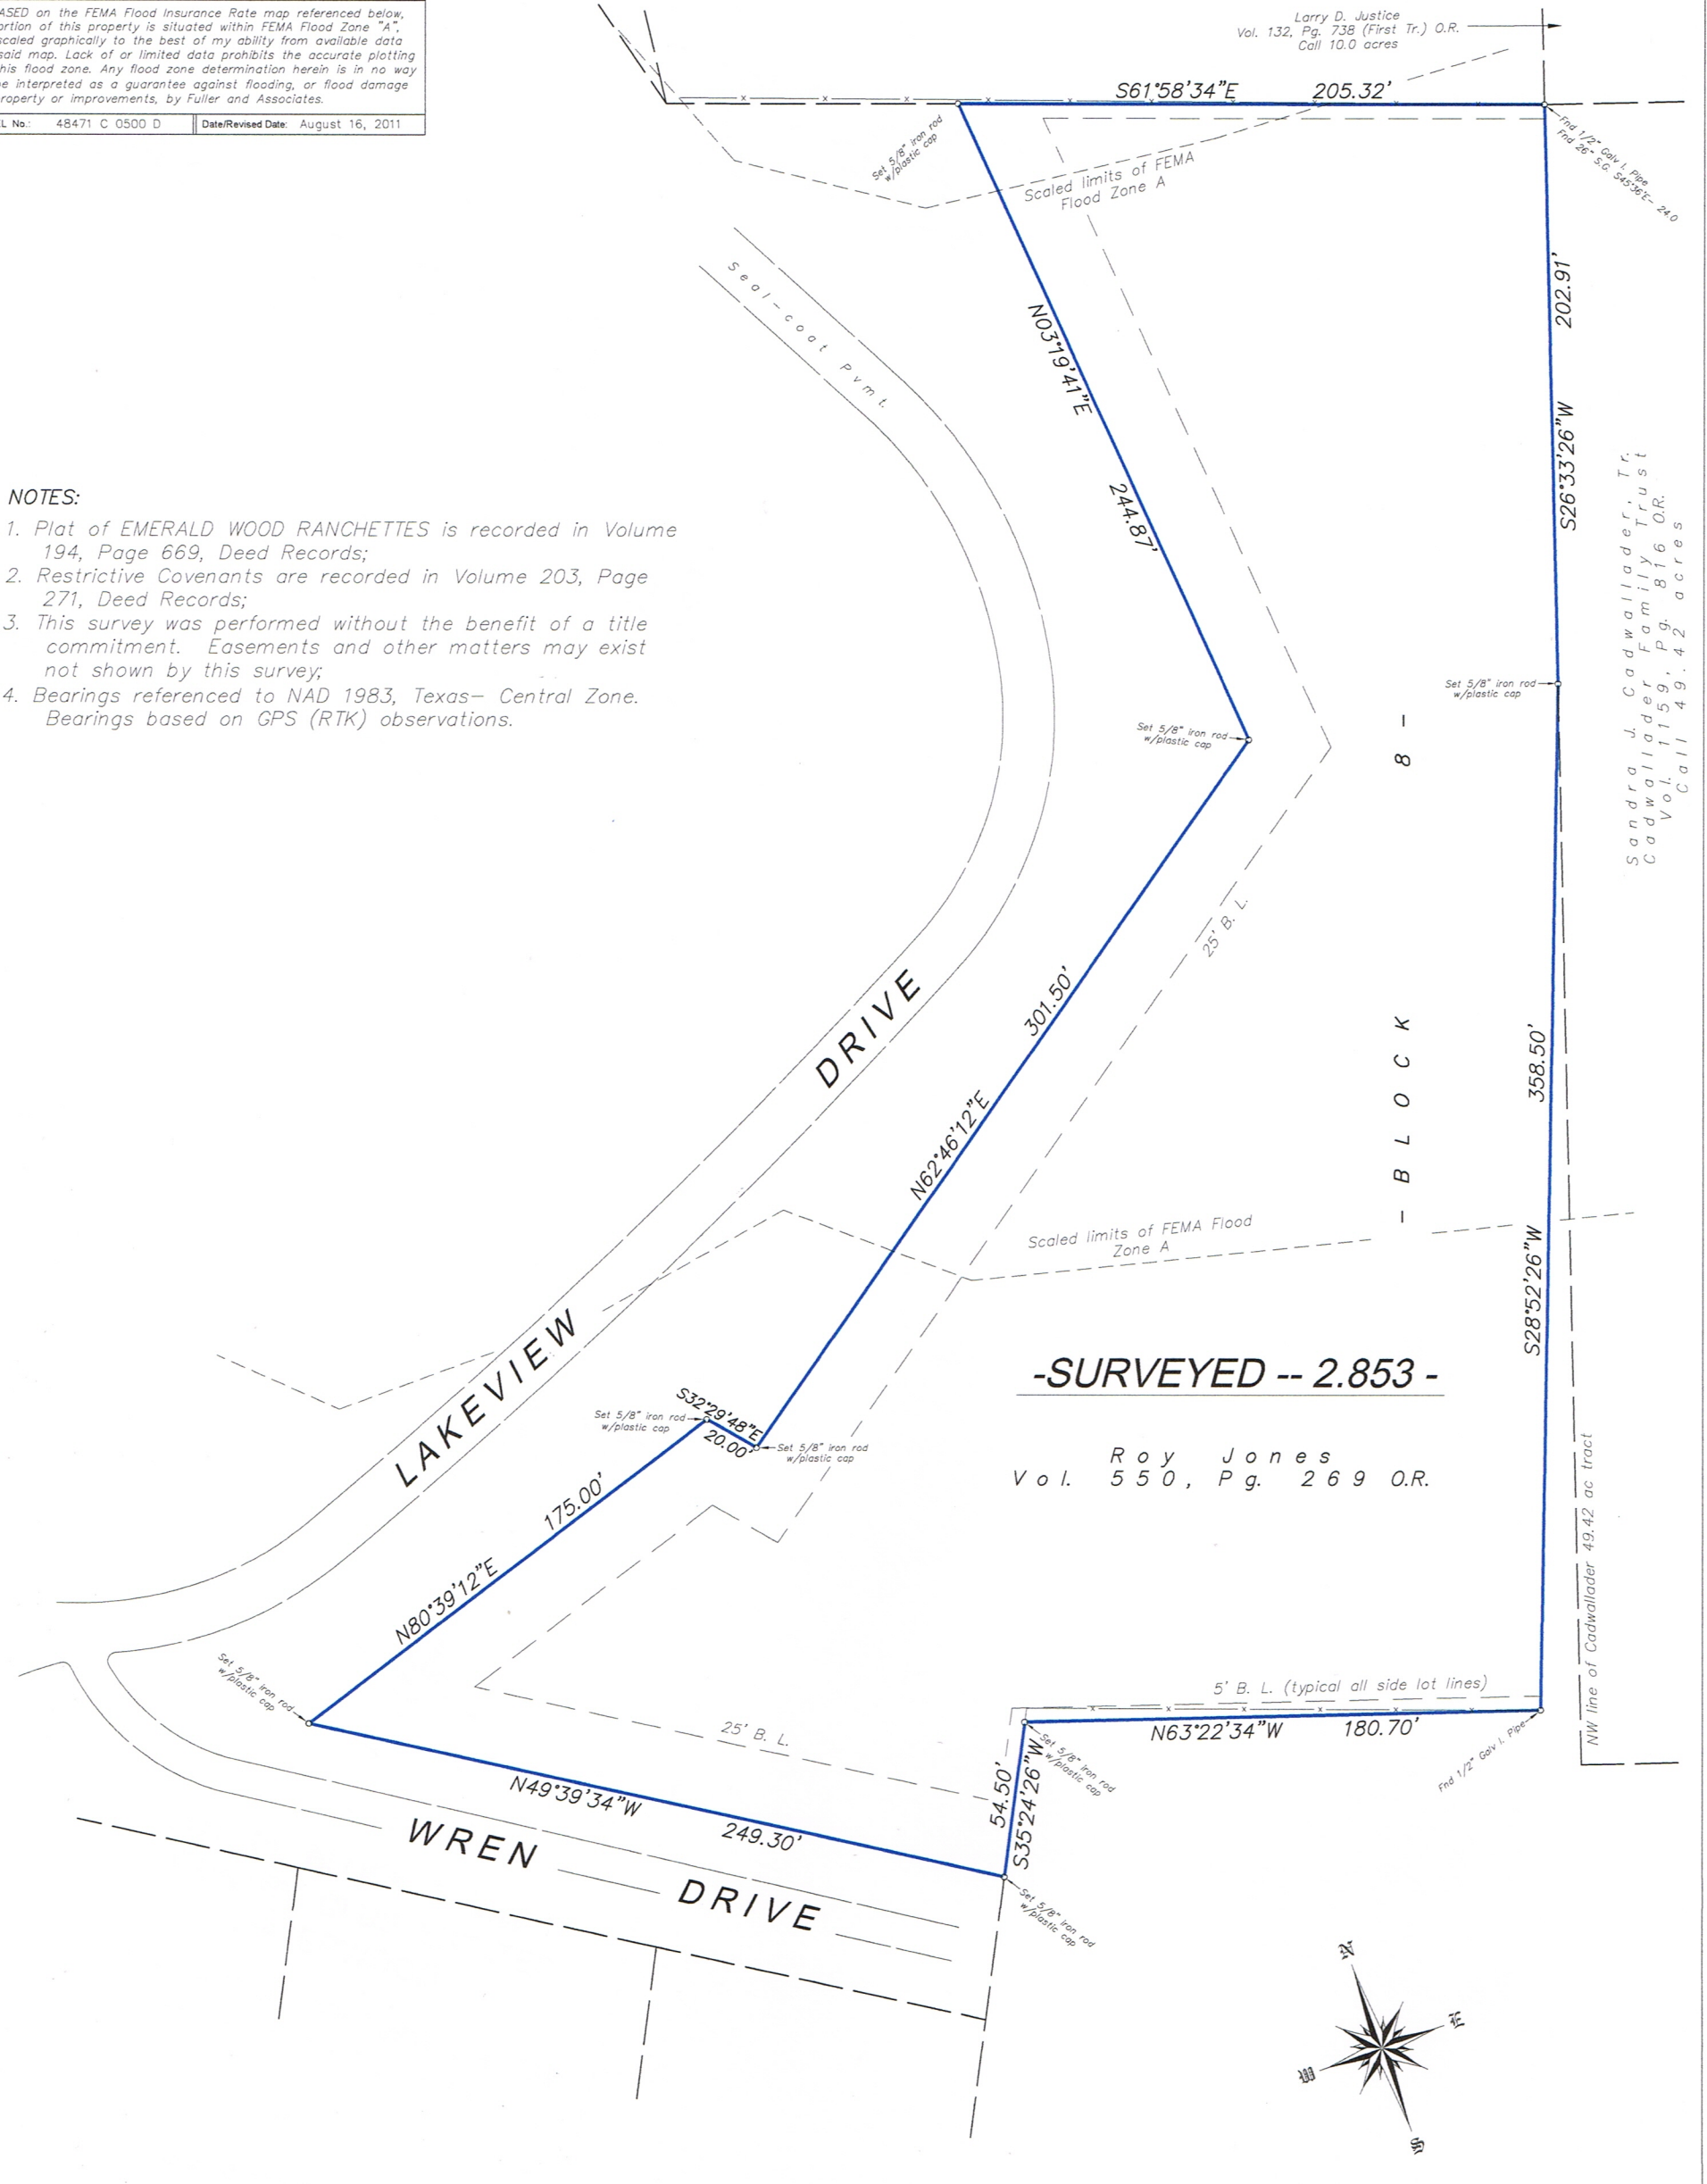 ASED on the FEMA Flood Insurance Rate map referenced below,
ortion of this property is situated within FEMA Flood Zone "A",
scaled graphically to the best of my ability from available data
said map. Lack of or limited data prohibits the accurate plotting
his flood zone. Any flood zone determination herein is in no way
e interpreted as a guarantee against flooding, or flood damage
roperty or improvements, by Fuller and Associates.
L No.: 48471 C 0500 D Date/Revised Date: August 16, 2011
Larry D. Justice
Vol. 132, Pg. 738 (First Tr.) O.R.
Call 10.0 acres
S61°58'34"E 205.32'
Set 5/8" iron rod
w/plastic cap
Fnd 1/2" Galv I. Pipe
Fnd 26" S.G. S45°36'E- 24.0
Scaled limits of FEMA
Flood Zone A
Seal-coat Pvmt.
N03°19'41"E
244.87'
202.91'
S26°33'26"W
Sandra J. Cadwallader, Tr.
Cadwallader Family Trust
Vol. 1159, Pg. 816 O.R.
Call 49.42 acres
NOTES:
1. Plat of EMERALD WOOD RANCHETTES is recorded in Volume
194, Page 669, Deed Records;
2. Restrictive Covenants are recorded in Volume 203, Page
271, Deed Records;
3. This survey was performed without the benefit of a title
commitment. Easements and other matters may exist
not shown by this survey;
4. Bearings referenced to NAD 1983, Texas- Central Zone.
Bearings based on GPS (RTK) observations.
Set 5/8" iron rod
w/plastic cap
Set 5/8" iron rod
w/plastic cap
- BLOCK 8 -
25' B. L.
301.50'
N62°46'12"E
358.50'
S28°52'26"W
LAKEVIEW DRIVE
Scaled limits of FEMA Flood
Zone A
-SURVEYED -- 2.853 -
Roy Jones
Vol. 550, Pg. 269 O.R.
S32°29'48"E
20.00'
Set 5/8" iron rod
w/plastic cap
Set 5/8" iron rod
w/plastic cap
175.00'
N80°39'12"E
NW line of Cadwallader 49.42 ac tract
Set 5/8" iron rod
w/plastic cap
5' B. L. (typical all side lot lines)
N63°22'34"W 180.70'
Fnd 1/2" Galv I. Pipe
25' B. L.
Set 5/8" iron rod
w/plastic cap
54.50'
S35°24'26"W
N49°39'34"W
249.30'
WREN DRIVE
Set 5/8" iron rod
w/plastic cap
N
E
W
S